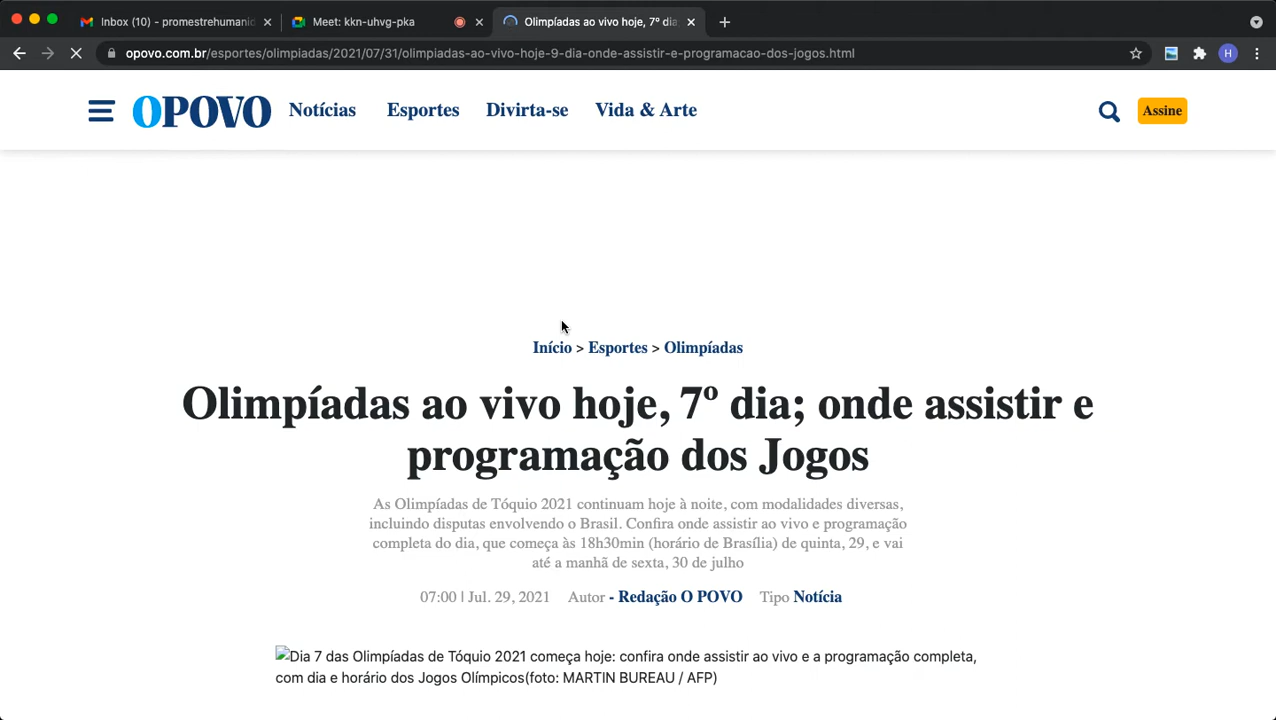 Inbox (10) - promestrehumanid
Meet: kkn-uhvg-pka
Olimpíadas ao vivo hoje, 7º dia;
opovo.com.br/esportes/olimpiadas/2021/07/31/olimpiadas-ao-vivo-hoje-9-dia-onde-assistir-e-programacao-dos-jogos.html
H
OPOVO
Notícias
Esportes
Divirta-se
Vida & Arte
Assine
Início > Esportes > Olimpíadas
Olimpíadas ao vivo hoje, 7º dia; onde assistir e
programação dos Jogos
As Olimpíadas de Tóquio 2021 continuam hoje à noite, com modalidades diversas,
incluindo disputas envolvendo o Brasil. Confira onde assistir ao vivo e programação
completa do dia, que começa às 18h30min (horário de Brasília) de quinta, 29, e vai
até a manhã de sexta, 30 de julho
07:00 | Jul. 29, 2021 Autor - Redação O POVO Tipo Notícia
Dia 7 das Olimpíadas de Tóquio 2021 começa hoje: confira onde assistir ao vivo e a programação completa,
com dia e horário dos Jogos Olímpicos(foto: MARTIN BUREAU / AFP)